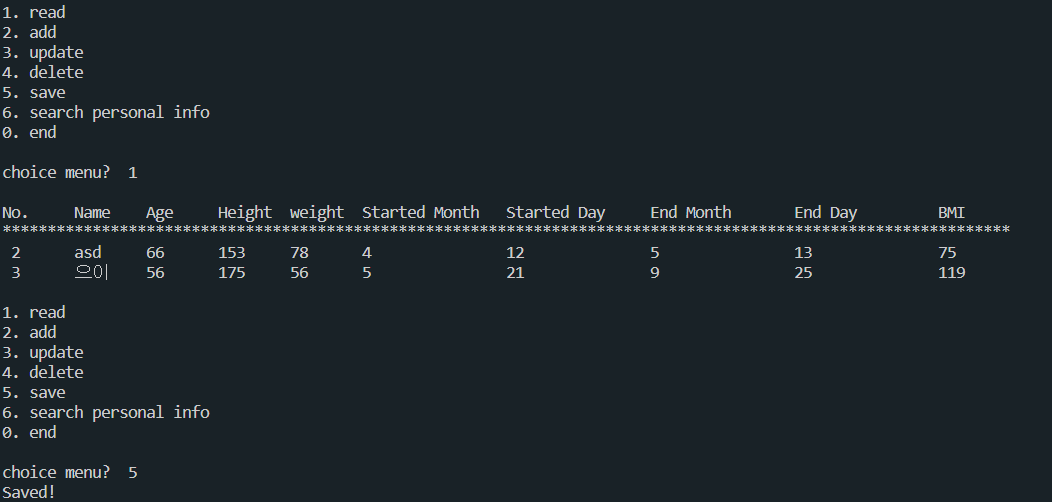 1. read
2. add
3. update
4. delete
5. save
6. search personal info
0. end
choice menu? 1
No. Name Age Height weight Started Month Started Day End Month End Day BMI
****************************************************************************************************************
2 asd 66 153 78 4 12 5 13 75
3 으이 56 175 56 5 21 9 25 119
1. read
2. add
3. update
4. delete
5. save
6. search personal info
0. end
choice menu? 5
Saved!